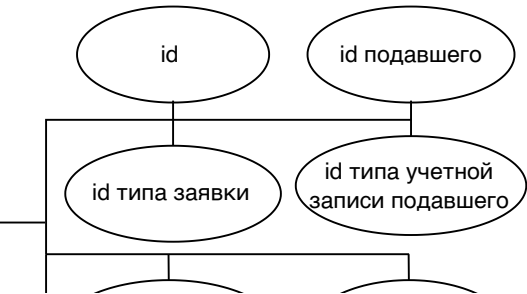 id
id подавшего
id типа заявки
id типа учетной
записи подавшего